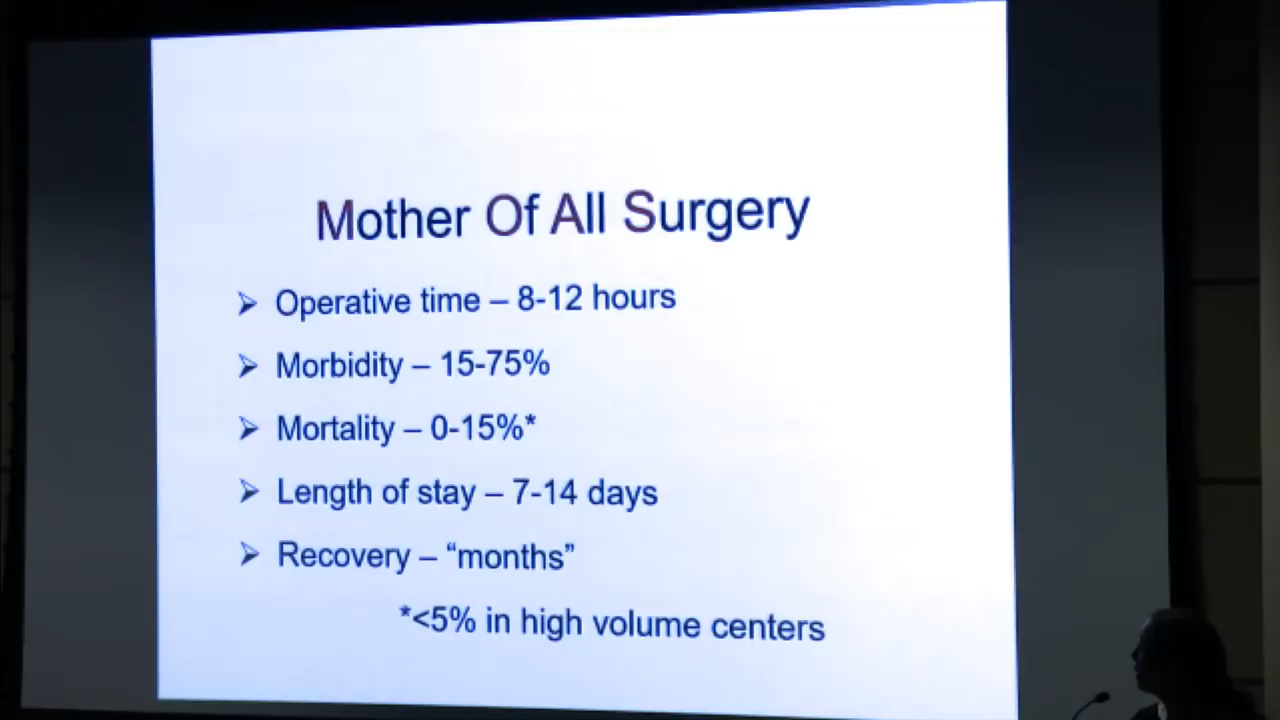 Mother Of All Surgery
➢ Operative time – 8-12 hours
➢ Morbidity – 15-75%
➢ Mortality – 0-15%*
➢ Length of stay – 7-14 days
➢ Recovery – “months”
*<5% in high volume centers